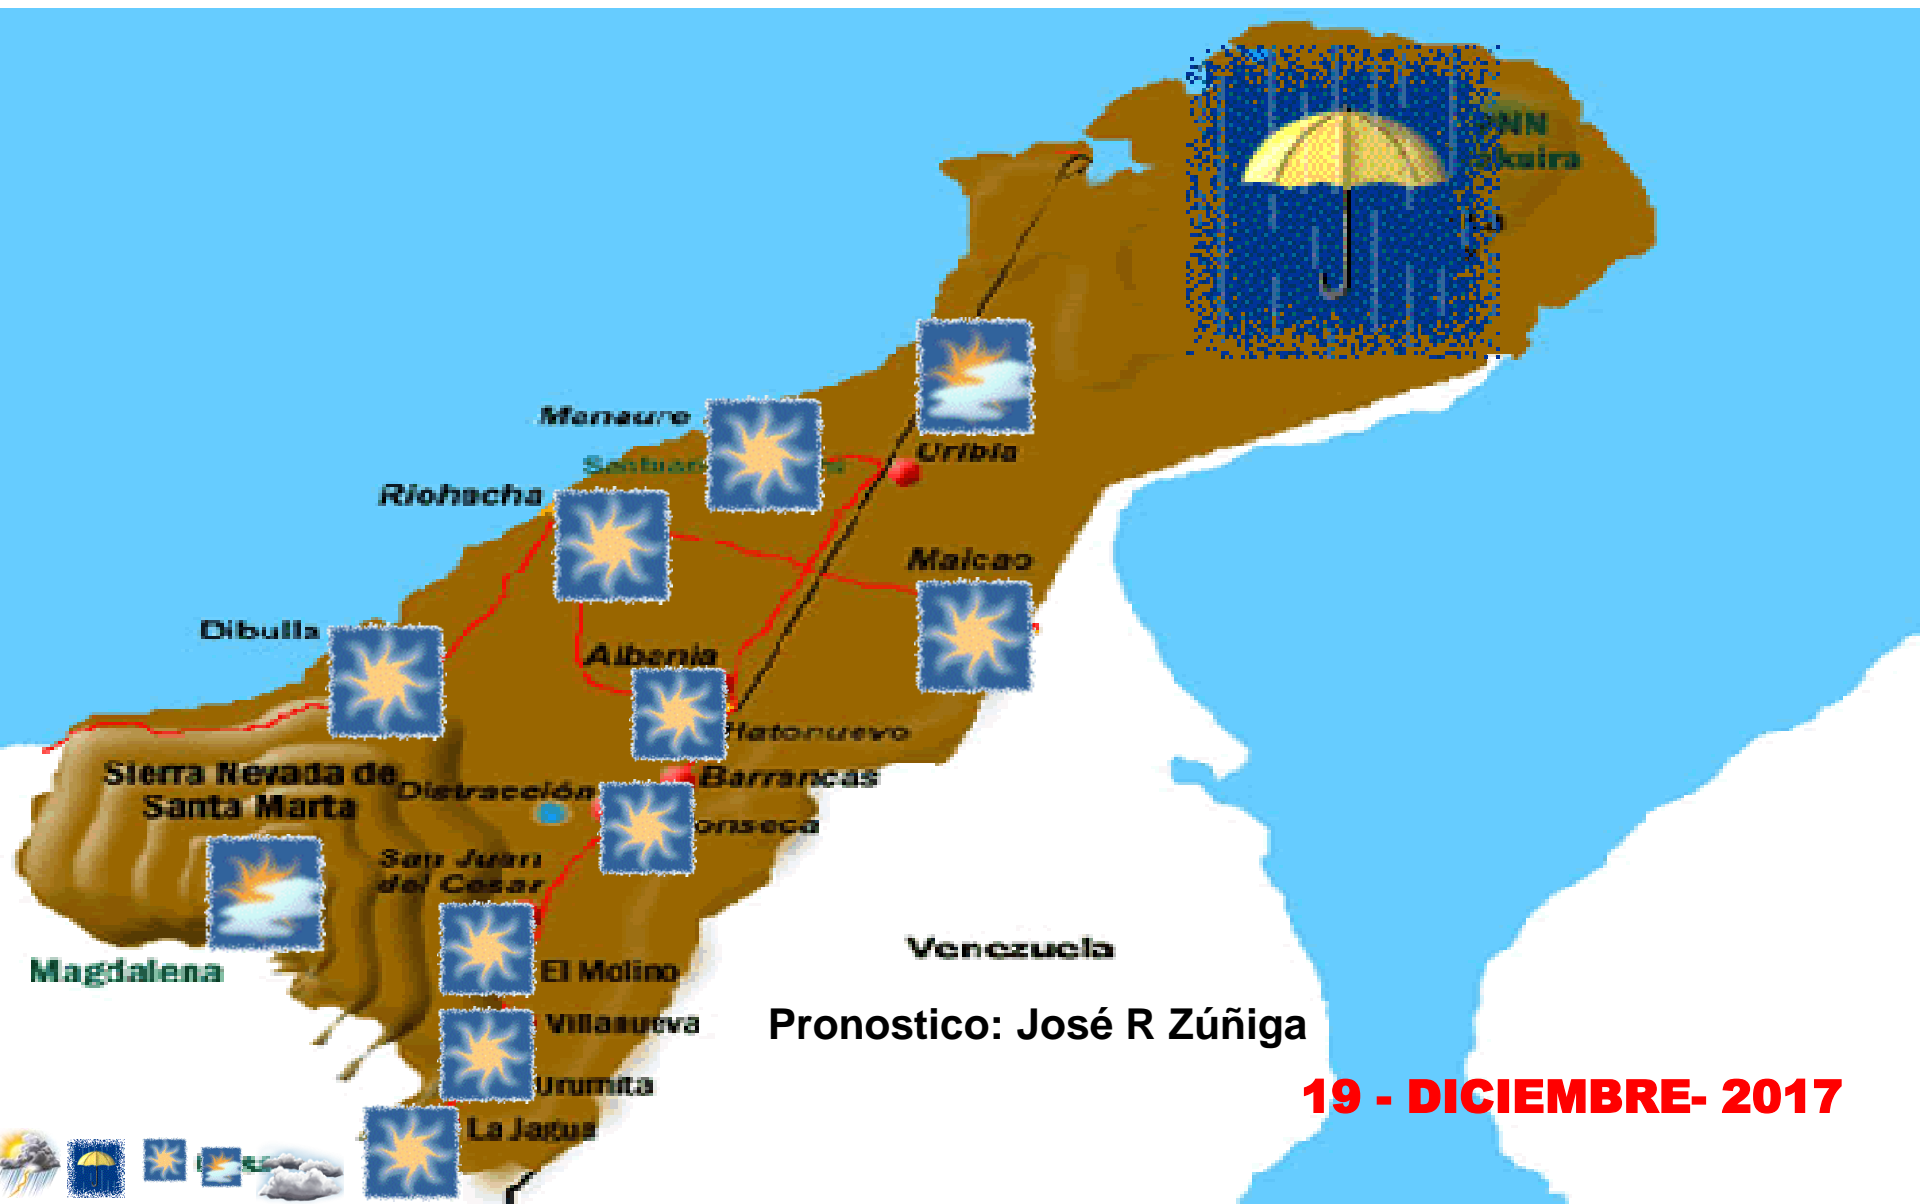 Manaure
Uribia
Riohacha
Maicao
Dibulla
Albania
Hatonuevo
Sierra Nevada de
Santa Marta
Distracción
Barrancas
San Juan
del Cesar
Magdalena
El Molino
Venezuela
Villanueva
Pronostico: José R Zúñiga
Urumita
19 - DICIEMBRE- 2017
La Jagua